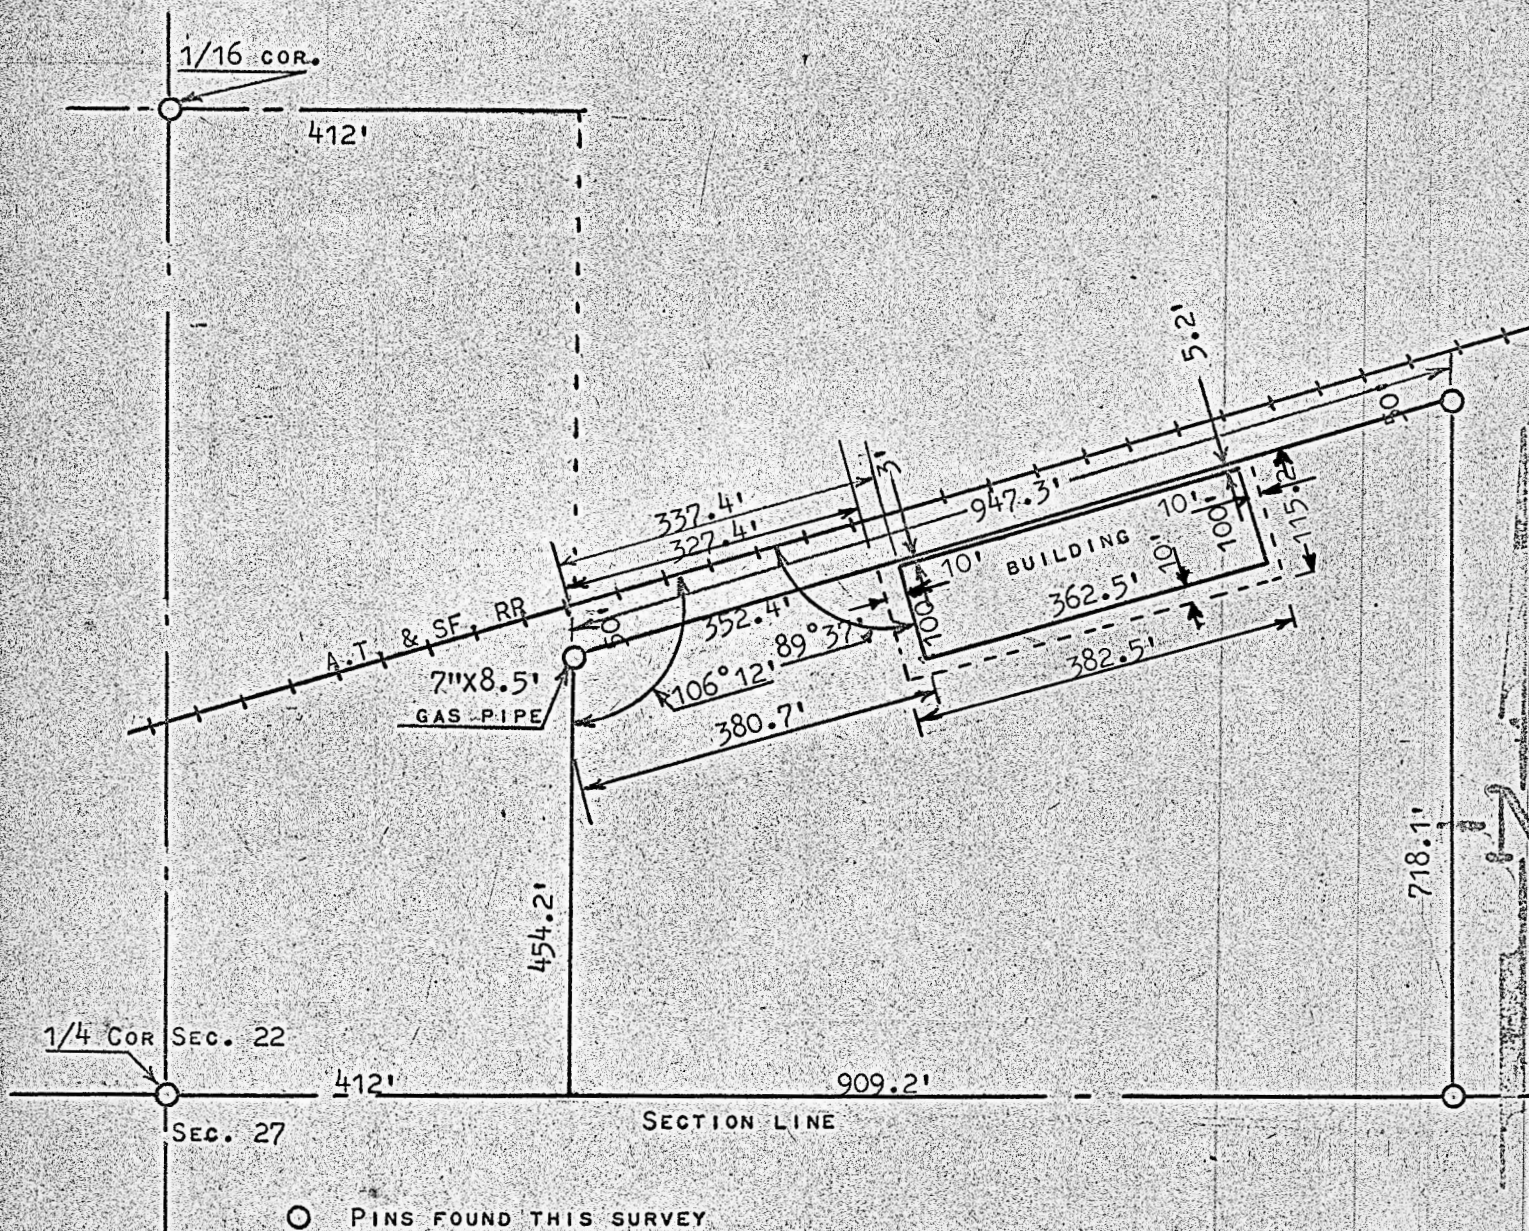 1/16 COR.
412'
5.2'
50'
3'
337.4'
947.3'
115.2'
327.4'
10'
100'
10'
BUILDING
10'
362.5'
A.T. & SF. RR
50'
352.4'
100'
89°37'
382.5'
7"X8.5'
GAS PIPE
106°12'
380.7'
718.1'
N
454.2'
1/4 COR SEC. 22
412'
909.2'
SECTION LINE
SEC. 27
PINS FOUND THIS SURVEY